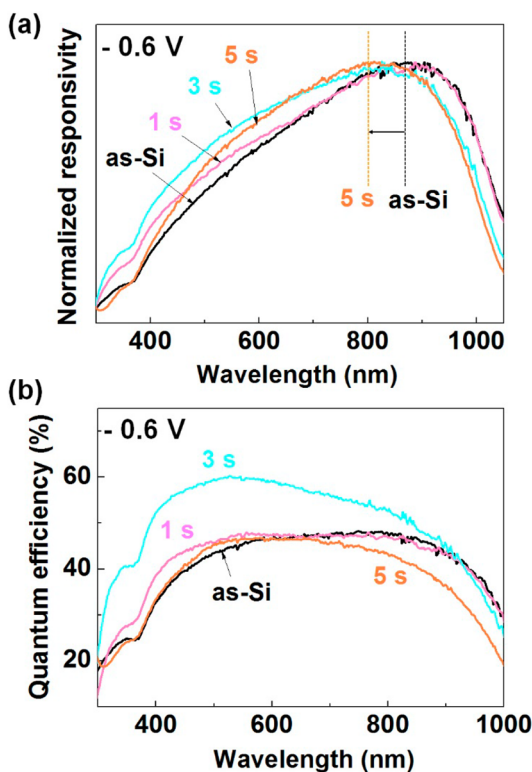 (a)
- 0.6 V
5 s
3 s
1 s
as-Si
5 s
as-Si
Normalized responsivity
400
600
800
1000
Wavelength (nm)
(b)
- 0.6 V
3 s
1 s
as-Si
5 s
Quantum efficiency (%)
60
40
20
400
600
800
1000
Wavelength (nm)